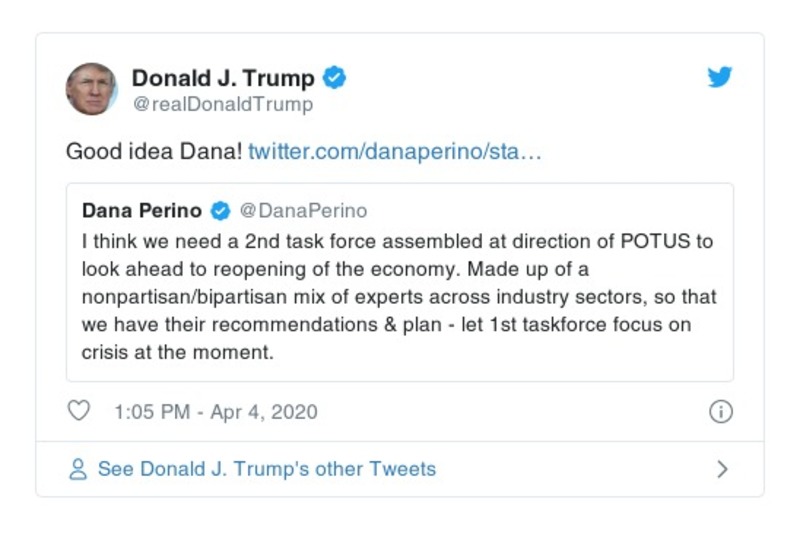 Donald J. Trump
@realDonaldTrump
Good idea Dana! twitter.com/danaperino/sta…
Dana Perino @DanaPerino
I think we need a 2nd task force assembled at direction of POTUS to
look ahead to reopening of the economy. Made up of a
nonpartisan/bipartisan mix of experts across industry sectors, so that
we have their recommendations & plan - let 1st taskforce focus on
crisis at the moment.
1:05 PM - Apr 4, 2020
See Donald J. Trump's other Tweets